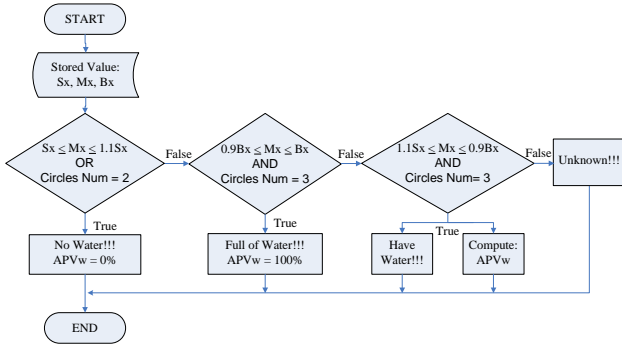 START
Stored Value:
Sx, Mx, Bx
Sx ≤ Mx ≤ 1.1Sx
OR
Circles Num = 2
False
0.9Bx ≤ Mx ≤ Bx
AND
Circles Num = 3
False
1.1Sx ≤ Mx ≤ 0.9Bx
AND
Circles Num= 3
False
Unknown!!!
True
No Water!!!
APVw = 0%
True
Full of Water!!!
APVw = 100%
True
Have
Water!!!
Compute:
APVw
END